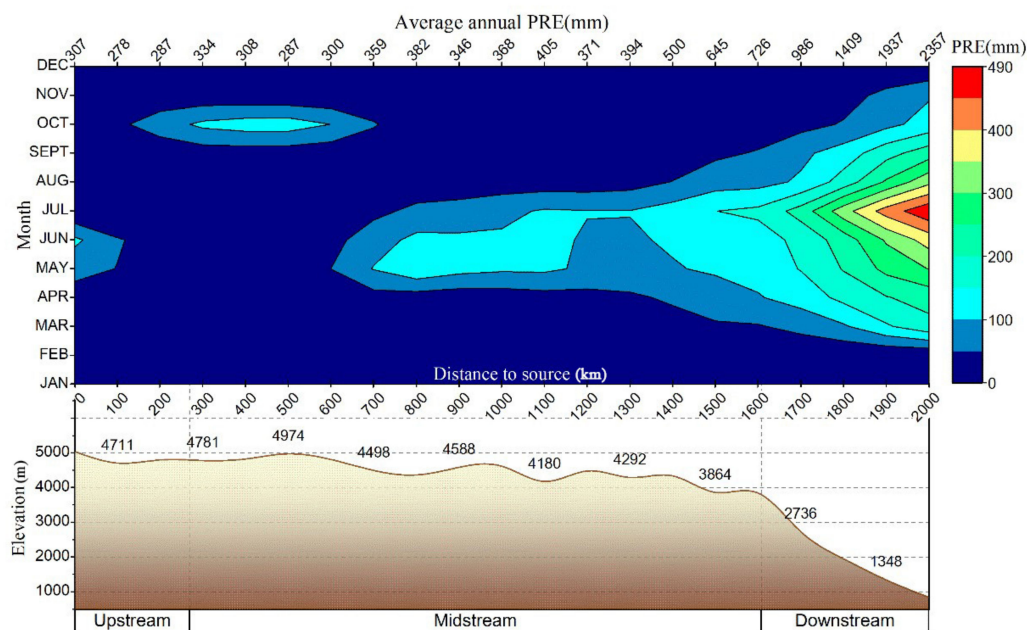 Average annual PRE(mm)
307 278 287 334 308 287 300 359 382 346 368 405 371 394 500 645 726 986 1409 1937 2357
PRE(mm)
DEC
NOV
OCT
SEPT
AUG
JUL
JUN
MAY
APR
MAR
FEB
JAN
Month
490
400
300
200
100
0
Distance to source (km)
0 100 200 300 400 500 600 700 800 900 1000 1100 1200 1300 1400 1500 1600 1700 1800 1900 2000
Elevation (m)
5000
4000
3000
2000
1000
4711 4781 4974 4498 4588 4180 4292 3864 2736 1348
Upstream Midstream Downstream